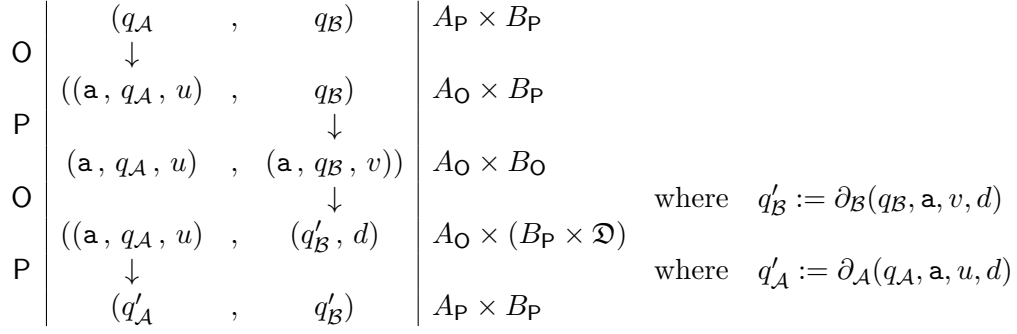 (q_𝒜 , q_ℬ) A_P × B_P
O ↓
((a , q_𝒜 , u) , q_ℬ) A_O × B_P
P ↓
(a , q_𝒜 , u) , (a , q_ℬ , v)) A_O × B_O
O ↓ where q′_ℬ := ∂_ℬ(q_ℬ, a, v, d)
((a , q_𝒜 , u) , (q′_ℬ , d) A_O × (B_P × 𝔇)
P ↓ where q′_𝒜 := ∂_𝒜(q_𝒜, a, u, d)
(q′_𝒜 , q′_ℬ) A_P × B_P